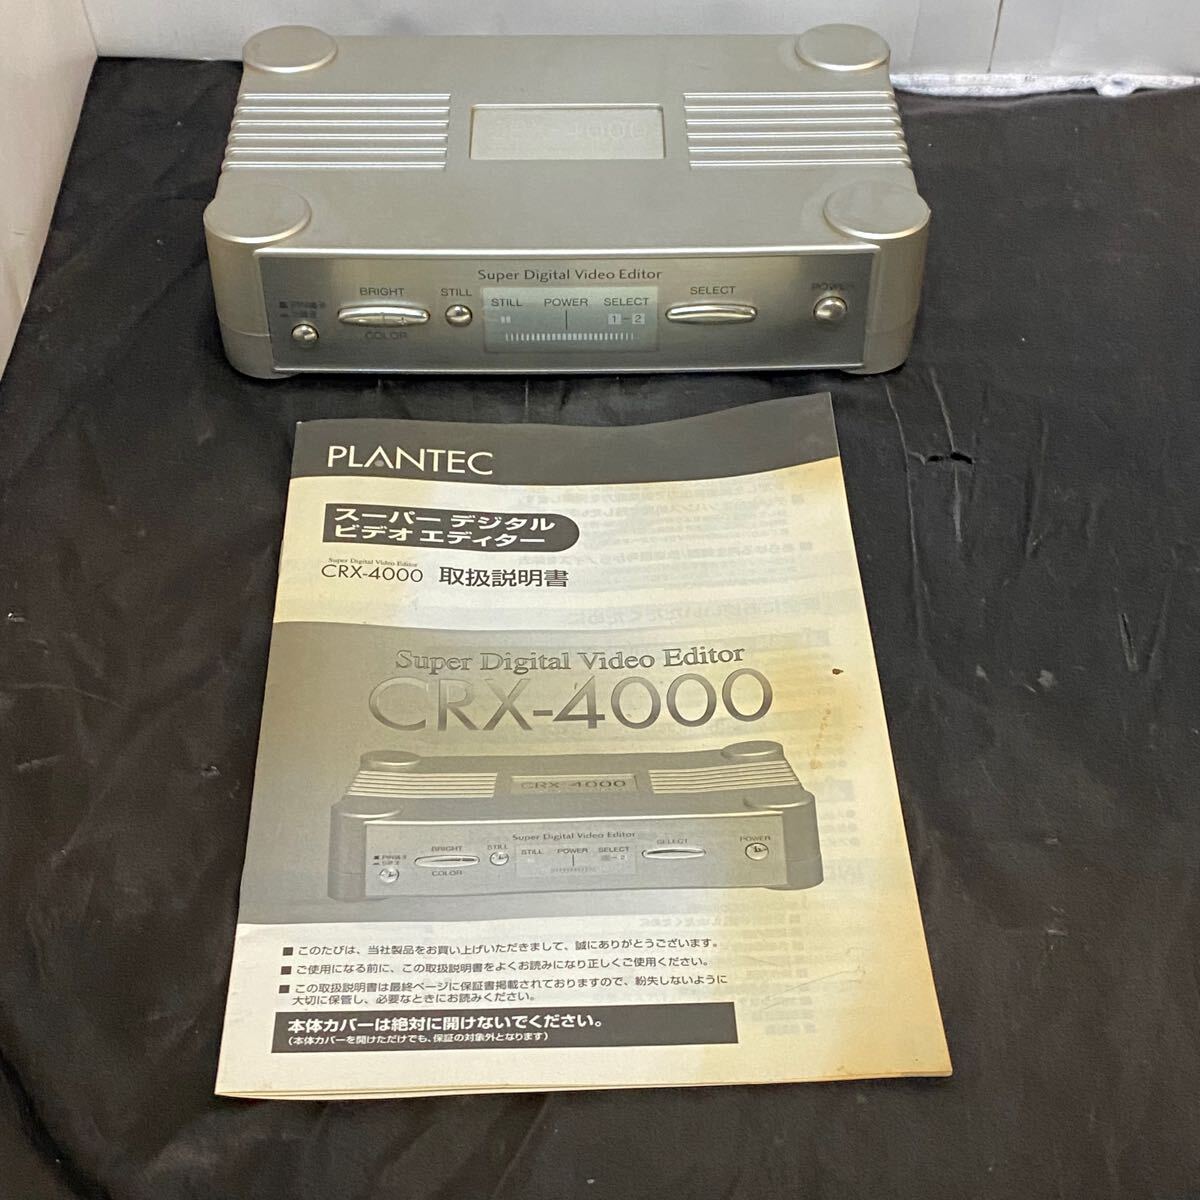 Super Digital Video Editor
BRIGHT
STILL
COLOR
STILL POWER SELECT
1-2
SELECT
POWER
PLANTEC
スーパー デジタル
ビデオ エディター
Super Digital Video Editor
CRX-4000 取扱説明書
Super Digital Video Editor
CRX-4000
CRX-4000
Super Digital Video Editor
BRIGHT
STILL
COLOR
STILL POWER SELECT
SELECT
POWER
■ このたびは、当社製品をお買い上げいただきまして、誠にありがとうございます。
■ ご使用になる前に、この取扱説明書をよくお読みになり正しくご使用ください。
■ この取扱説明書は最終ページに保証書掲載されておりますので、紛失しないように
大切に保管し、必要なときにお読みください。
本体カバーは絶対に開けないでください。
(本体カバーを開けただけでも、保証の対象外となります)